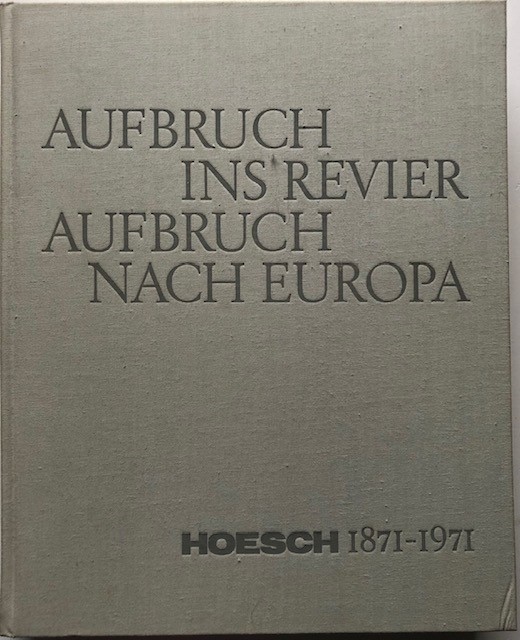 AUFBRUCH
INS REVIER
AUFBRUCH
NACH EUROPA
HOESCH 1871-1971